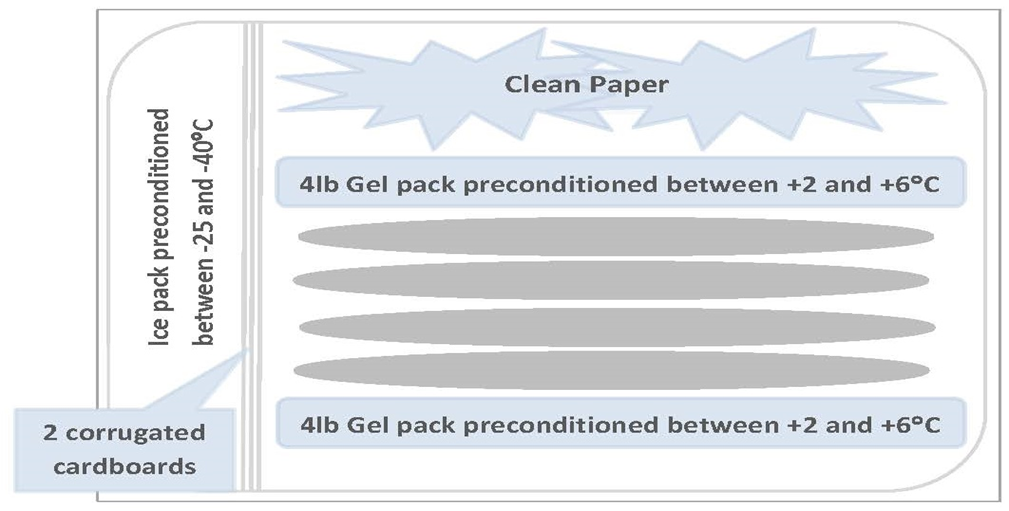 Clean Paper
Ice pack preconditioned
between -25 and -40°C
4lb Gel pack preconditioned between +2 and +6°C
4lb Gel pack preconditioned between +2 and +6°C
2 corrugated
cardboards